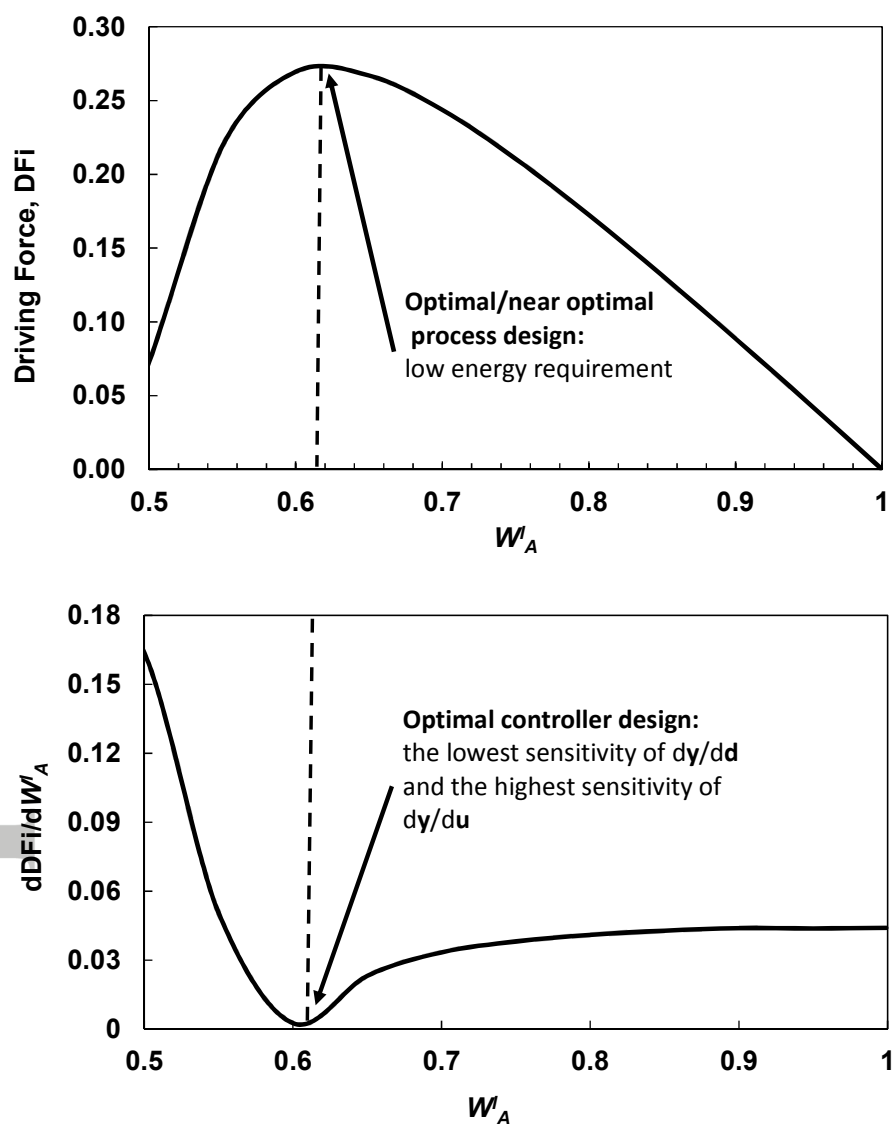 0.30
0.25
0.20
0.15
0.10
0.05
0.00
Driving Force, DFi
Optimal/near optimal
process design:
low energy requirement
0.5 0.6 0.7 0.8 0.9 1
WᴵA
0.18
0.15
0.12
0.09
0.06
0.03
0
dDFi/dWᴵA
Optimal controller design:
the lowest sensitivity of dy/dd
and the highest sensitivity of
dy/du
0.5 0.6 0.7 0.8 0.9 1
WᴵA